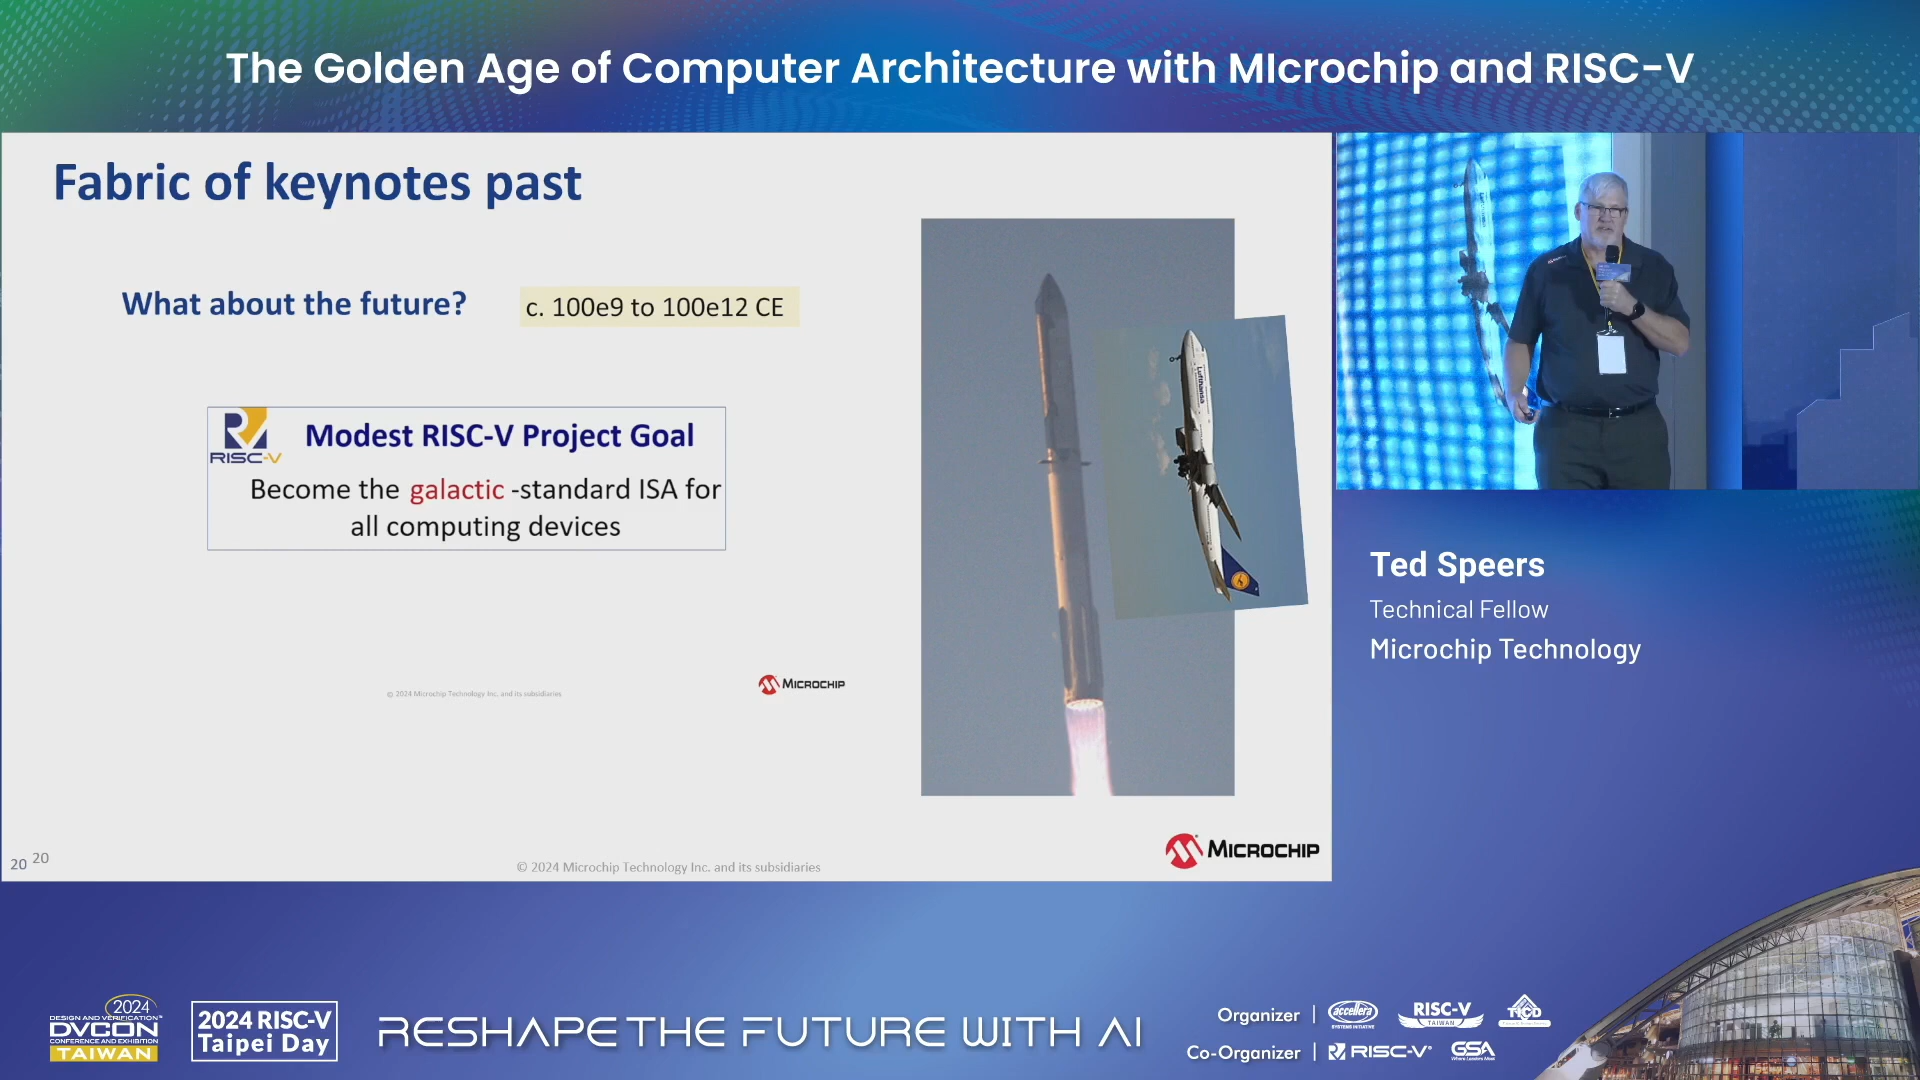 The Golden Age of Computer Architecture with MIcrochip and RISC-V
Fabric of keynotes past
What about the future?
c. 100e9 to 100e12 CE
RISC-V
Modest RISC-V Project Goal
Become the galactic -standard ISA for
all computing devices
Lufthansa
© 2024 Microchip Technology Inc. and its subsidiaries
MICROCHIP
20 20
© 2024 Microchip Technology Inc. and its subsidiaries
MICROCHIP
Ted Speers
Technical Fellow
Microchip Technology
2024
DESIGN AND VERIFICATION™
DVCON
CONFERENCE AND EXHIBITION
TAIWAN
2024 RISC-V
Taipei Day
RESHAPE THE FUTURE WITH AI
Organizer |
accellera
SYSTEMS INITIATIVE
RISC-V
TAIWAN
Co-Organizer |
RISC-V®
GSA